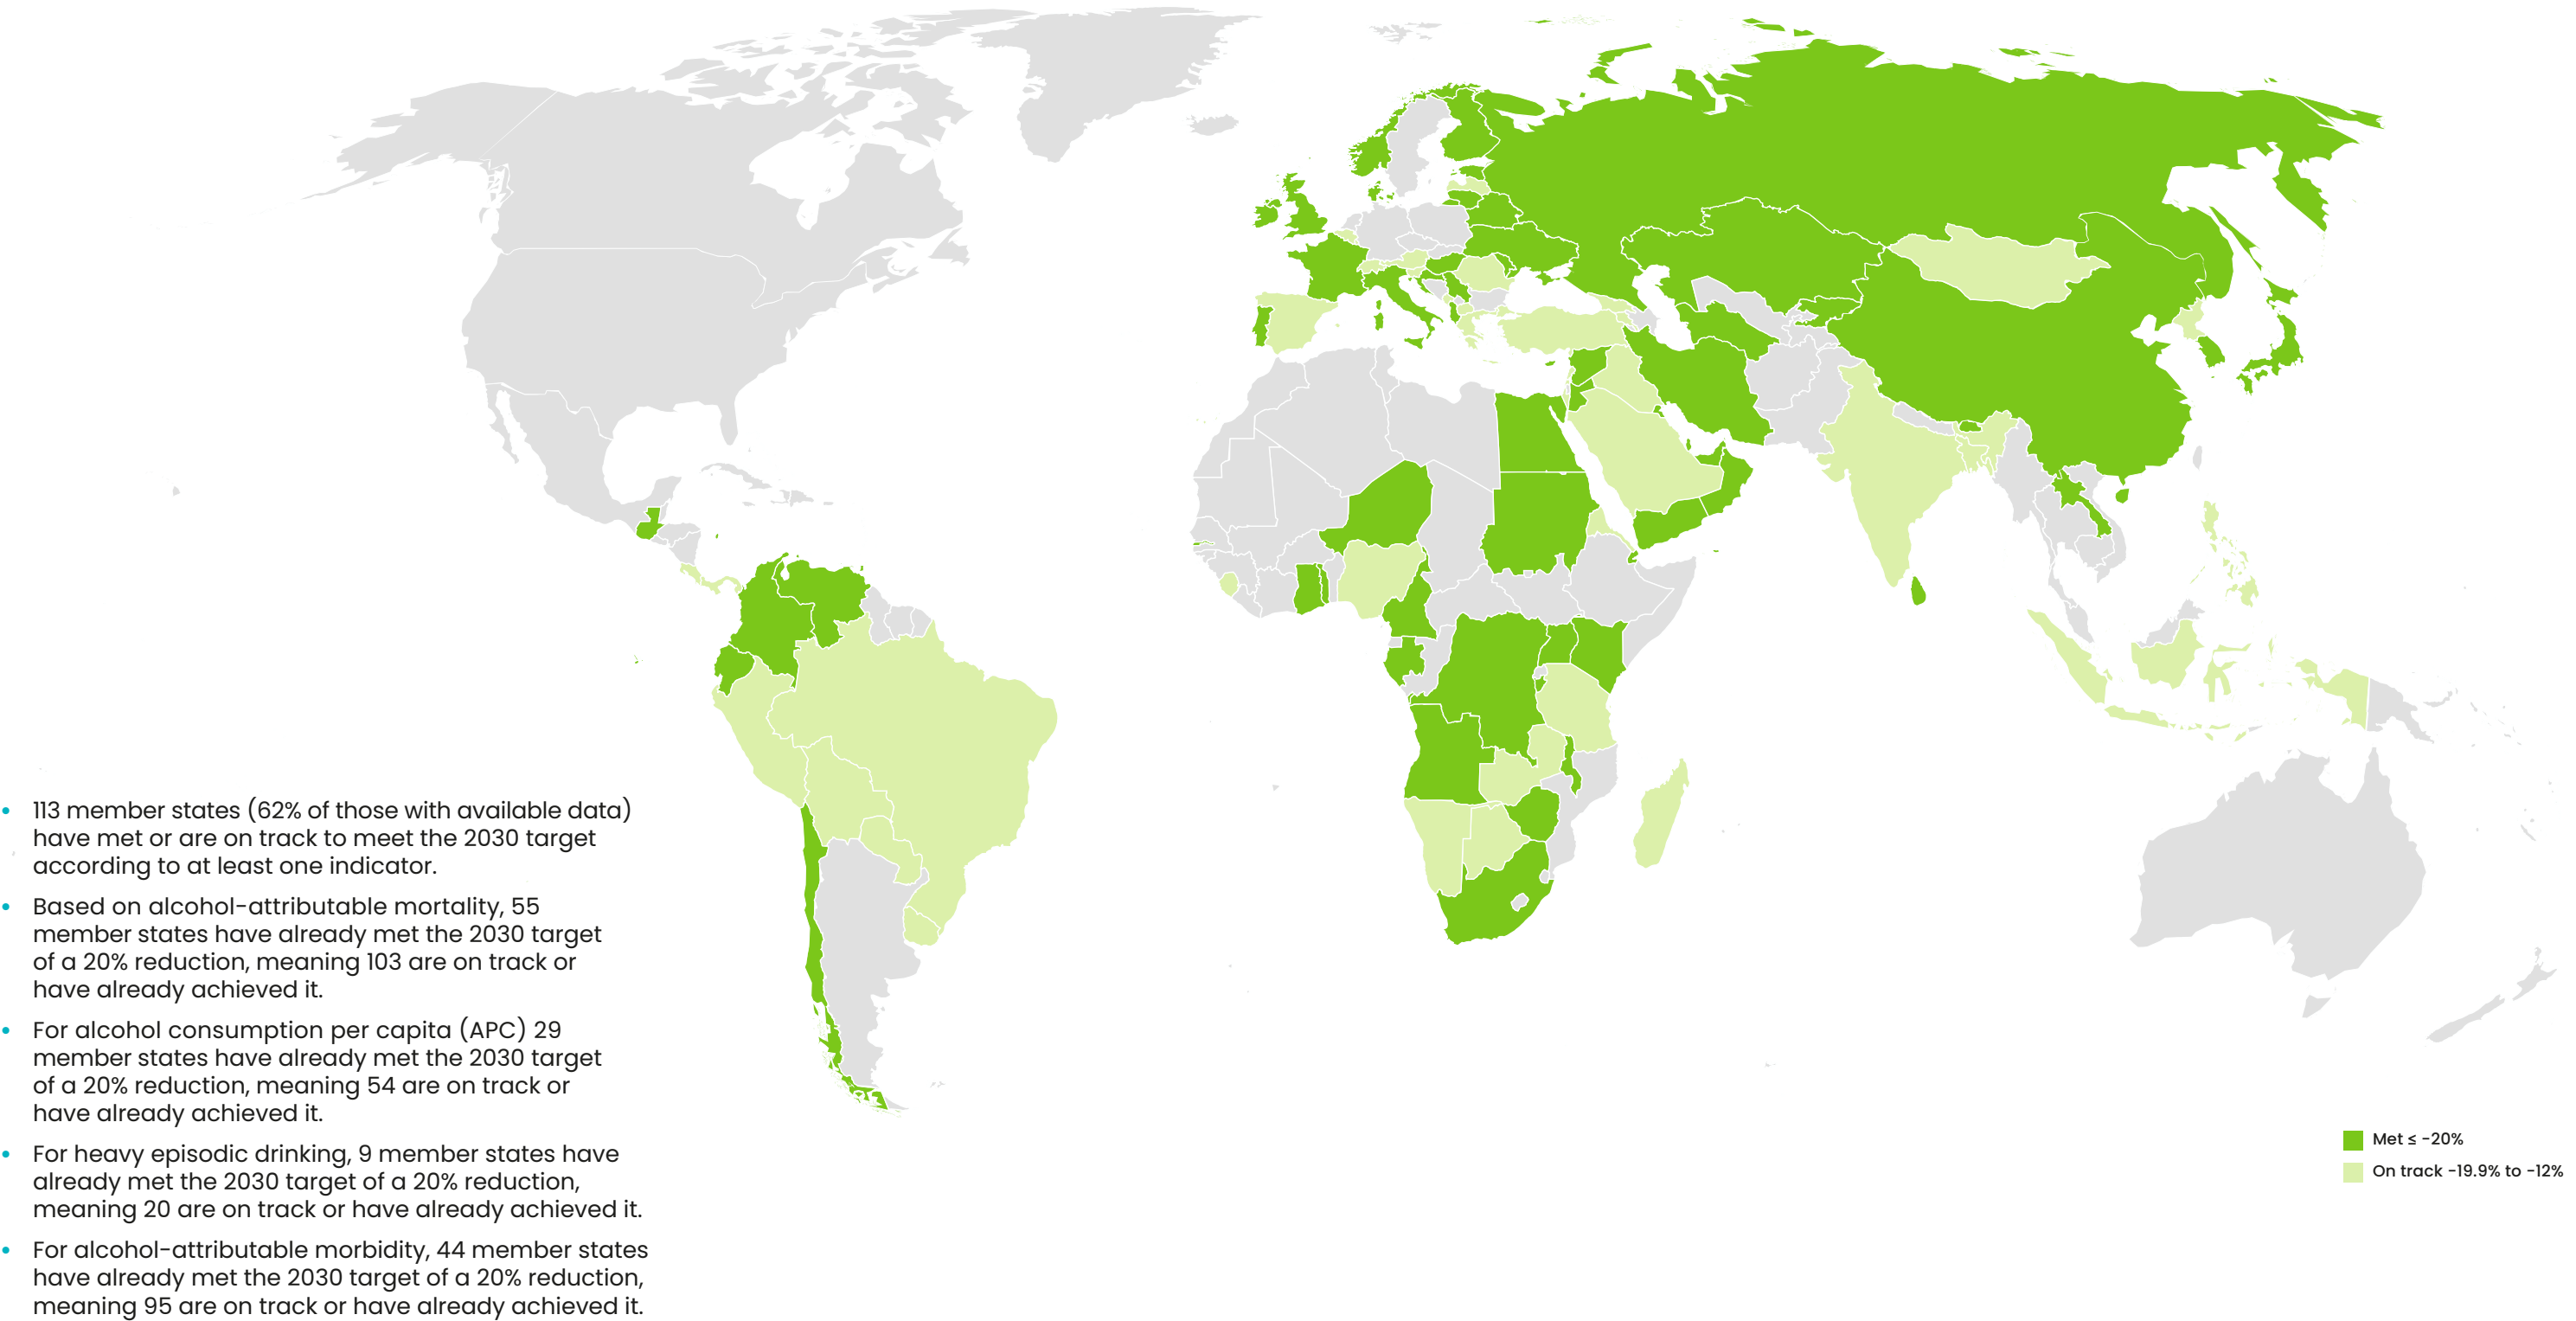 • 113 member states (62% of those with available data)
have met or are on track to meet the 2030 target
according to at least one indicator.
• Based on alcohol-attributable mortality, 55
member states have already met the 2030 target
of a 20% reduction, meaning 103 are on track or
have already achieved it.
• For alcohol consumption per capita (APC) 29
member states have already met the 2030 target
of a 20% reduction, meaning 54 are on track or
have already achieved it.
• For heavy episodic drinking, 9 member states have
already met the 2030 target of a 20% reduction,
meaning 20 are on track or have already achieved it.
• For alcohol-attributable morbidity, 44 member states
have already met the 2030 target of a 20% reduction,
meaning 95 are on track or have already achieved it.
Met ≤ -20%
On track -19.9% to -12%